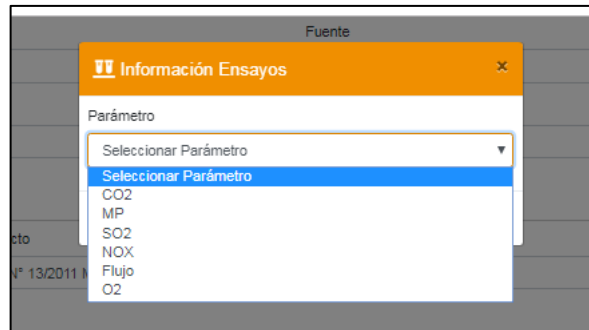 Fuente
Información Ensayos ×
Parámetro
Seleccionar Parámetro ▼
Seleccionar Parámetro
CO2
MP
SO2
NOX
Flujo
O2
cto
N° 13/2011 M